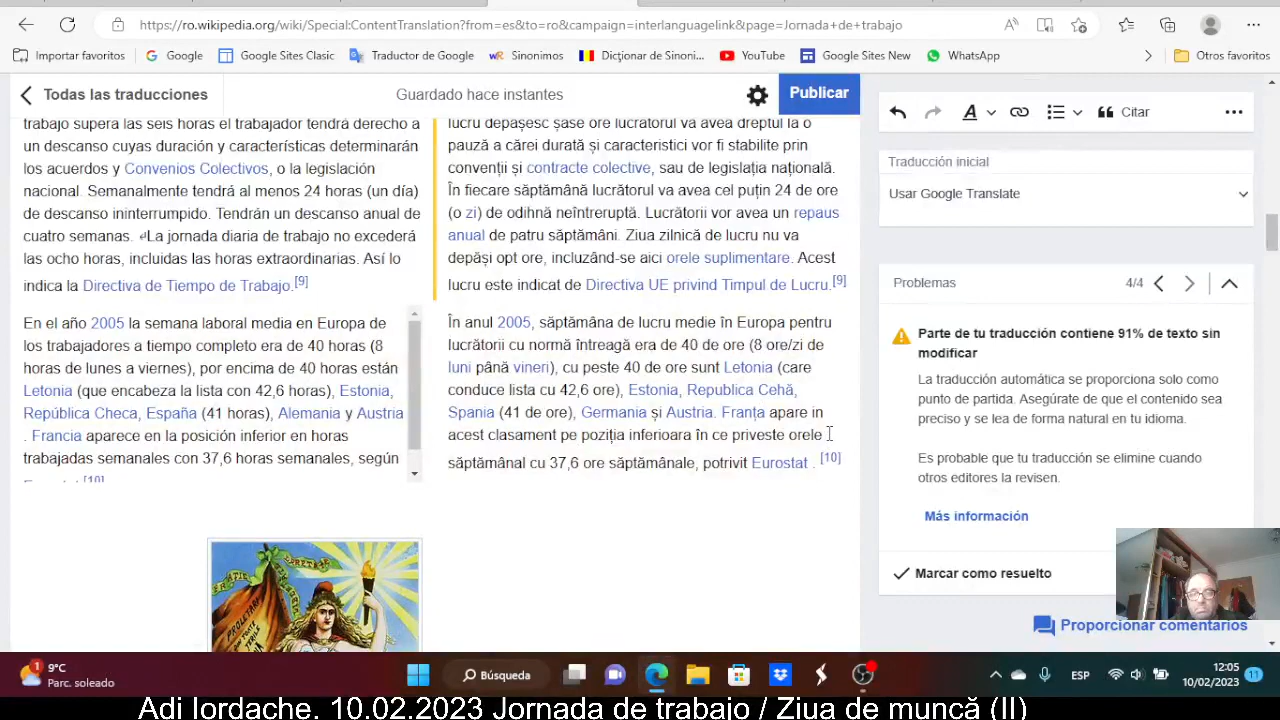 https://ro.wikipedia.org/wiki/Special:ContentTranslation?from=es&to=ro&campaign=interlanguagelink&page=Jornada+de+trabajo
Importar favoritos
Google
Google Sites Clasic
Traductor de Google
Sinonimos
Dicţionar de Sinoni...
YouTube
Google Sites New
WhatsApp
Otros favoritos
Todas las traducciones
Guardado hace instantes
Publicar
trabajo supera las seis horas el trabajador tendrá derecho a
un descanso cuyas duración y características determinarán
los acuerdos y Convenios Colectivos, o la legislación
nacional. Semanalmente tendrá al menos 24 horas (un día)
de descanso ininterrumpido. Tendrán un descanso anual de
cuatro semanas. ↲La jornada diaria de trabajo no excederá
las ocho horas, incluidas las horas extraordinarias. Así lo
indica la Directiva de Tiempo de Trabajo.[9]
En el año 2005 la semana laboral media en Europa de
los trabajadores a tiempo completo era de 40 horas (8
horas de lunes a viernes), por encima de 40 horas están
Letonia (que encabeza la lista con 42,6 horas), Estonia,
República Checa, España (41 horas), Alemania y Austria
. Francia aparece en la posición inferior en horas
trabajadas semanales con 37,6 horas semanales, según
lucru depășesc șase ore lucrătorul va avea dreptul la o
pauză a cărei durată și caracteristici vor fi stabilite prin
convenții și contracte colective, sau de legislația națională.
În fiecare săptămână lucrătorul va avea cel puțin 24 de ore
(o zi) de odihnă neîntreruptă. Lucrătorii vor avea un repaus
anual de patru săptămâni. Ziua zilnică de lucru nu va
depăși opt ore, incluzând-se aici orele suplimentare. Acest
lucru este indicat de Directiva UE privind Timpul de Lucru.[9]
În anul 2005, săptămâna de lucru medie în Europa pentru
lucrătorii cu normă întreagă era de 40 de ore (8 ore/zi de
luni până vineri), cu peste 40 de ore sunt Letonia (care
conduce lista cu 42,6 ore), Estonia, Republica Cehă,
Spania (41 de ore), Germania și Austria. Franța apare in
acest clasament pe poziția inferioara în ce priveste orele
săptămânal cu 37,6 ore săptămânale, potrivit Eurostat . [10]
Citar
Traducción inicial
Usar Google Translate
Problemas
4/4
Parte de tu traducción contiene 91% de texto sin
modificar
La traducción automática se proporciona solo como
punto de partida. Asegúrate de que el contenido sea
preciso y se lea de forma natural en tu idioma.
Es probable que tu traducción se elimine cuando
otros editores la revisen.
Más información
Marcar como resuelto
Proporcionar comentarios
1
9°C
Parc. soleado
Búsqueda
ESP
12:05
10/02/2023
11
Adi Iordache. 10.02.2023 Jornada de trabajo / Ziua de muncă (II)